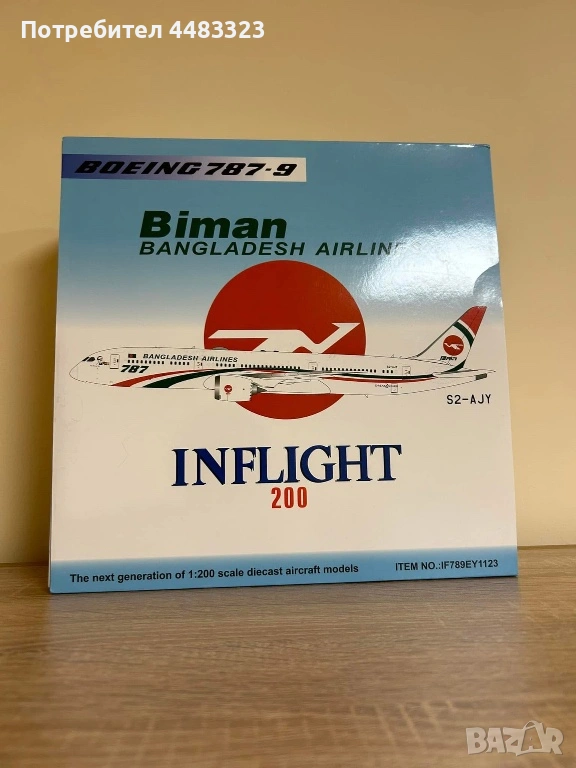 Потребител 4483323
BOEING 787-9
Biman
BANGLADESH AIRLINE
BANGLADESH AIRLINES
787
S2-AJY
INFLIGHT
200
The next generation of 1:200 scale diecast aircraft models
ITEM NO.:IF789EY1123
BAZAR